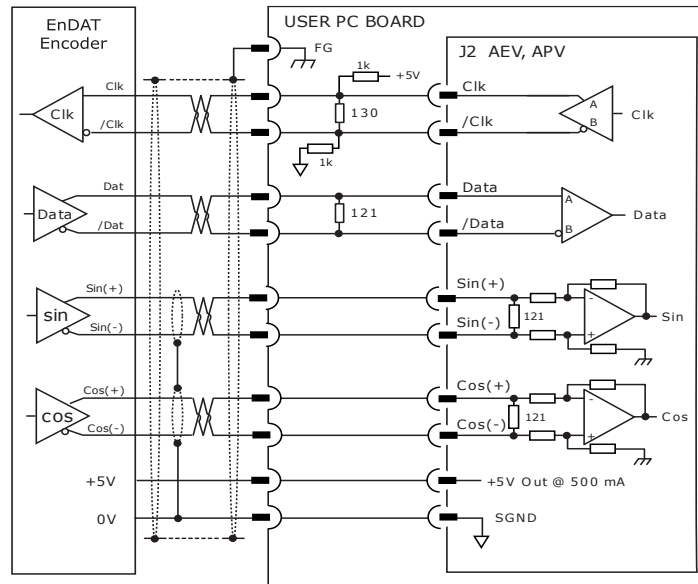 EnDAT
Encoder
USER PC BOARD
J2 AEV, APV
FG
1k
+5V
Clk
Clk
Clk
A
B
Clk
130
/Clk
/Clk
1k
Dat
Data
Data
A
B
Data
121
/Dat
/Data
Sin(+)
Sin(+)
sin
121
-
+
Sin
Sin(-)
Sin(-)
Cos(+)
Cos(+)
cos
121
-
+
Cos
Cos(-)
Cos(-)
+5V
+5V Out @ 500 mA
0V
SGND